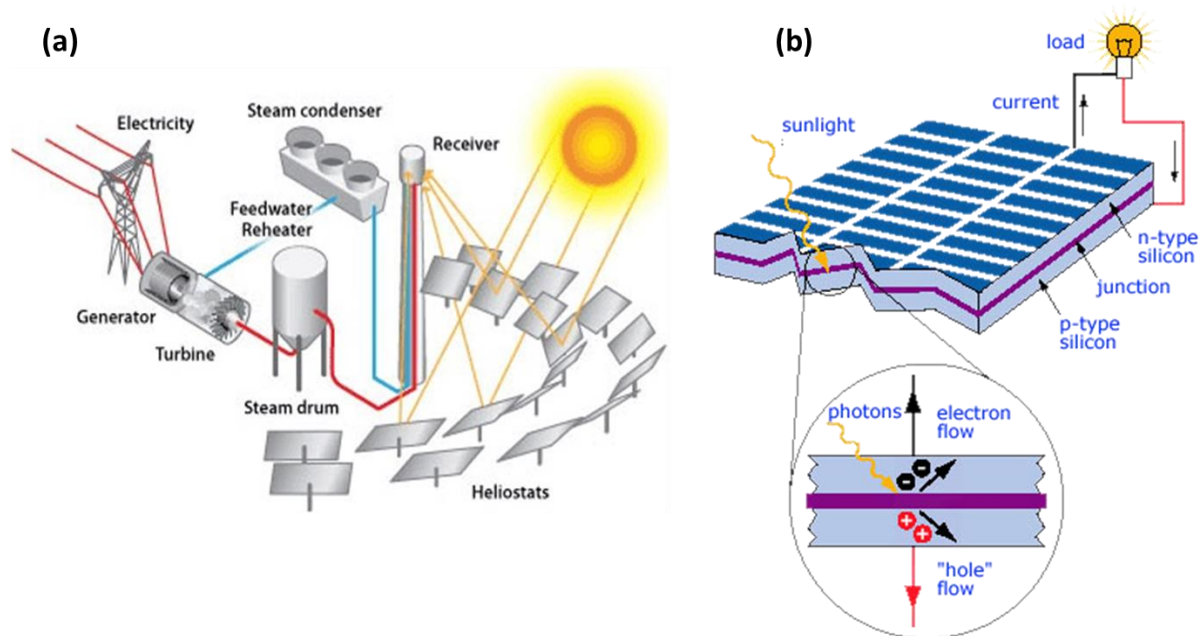 (a)
Electricity
Steam condenser
Receiver
Feedwater
Reheater
Generator
Turbine
Steam drum
Heliostats
(b)
load
current
sunlight
n-type
silicon
junction
p-type
silicon
photons
electron
flow
"hole"
flow